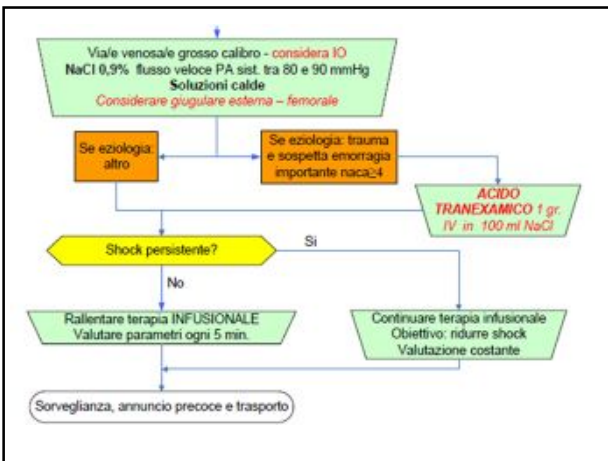 Via/e venosa/e grosso calibro - considera IO
NaCl 0,9% flusso veloce PA sist. tra 80 e 90 mmHg
Soluzioni calde
Considerare giugulare esterna – femorale
Se eziologia:
altro
Se eziologia: trauma
e sospetta emorragia
importante naca≥4
ACIDO
TRANEXAMICO 1 gr.
IV in 100 ml NaCl
Shock persistente?
Si
No
Rallentare terapia INFUSIONALE
Valutare parametri ogni 5 min.
Continuare terapia infusionale
Obiettivo: ridurre shock
Valutazione costante
Sorveglianza, annuncio precoce e trasporto